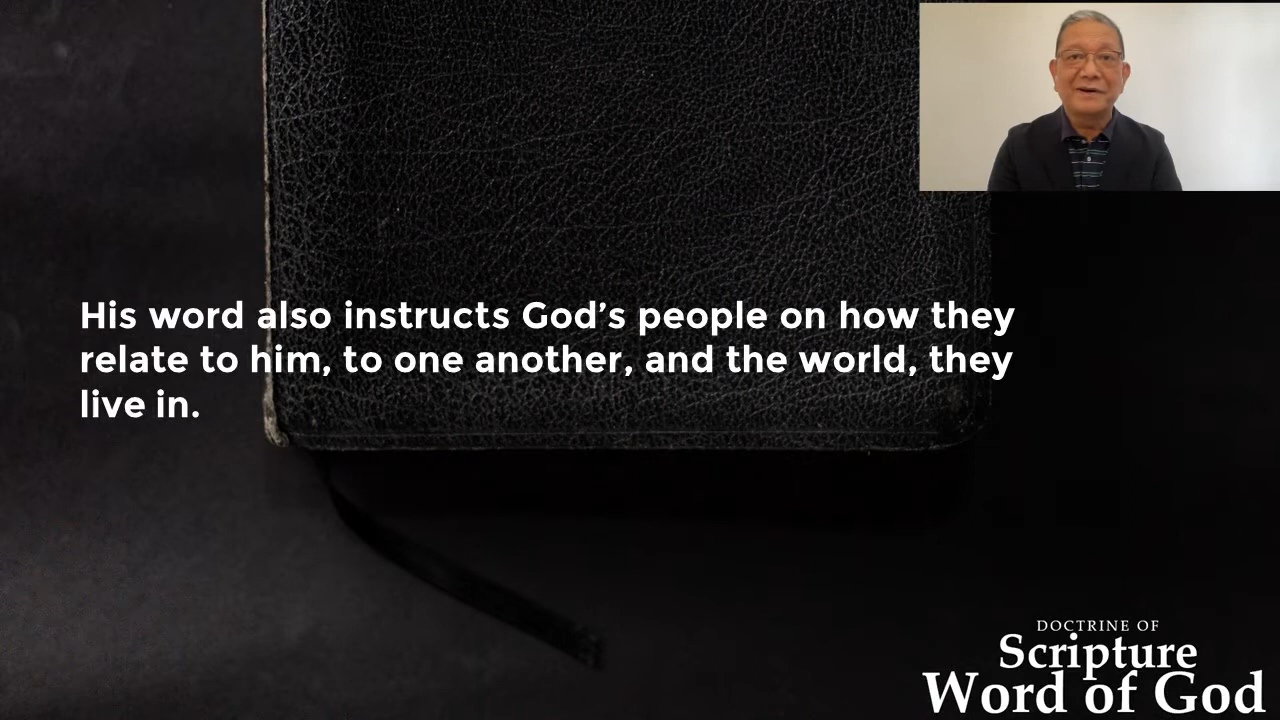 His word also instructs God’s people on how they
relate to him, to one another, and the world, they
live in.
DOCTRINE OF
Scripture
Word of God